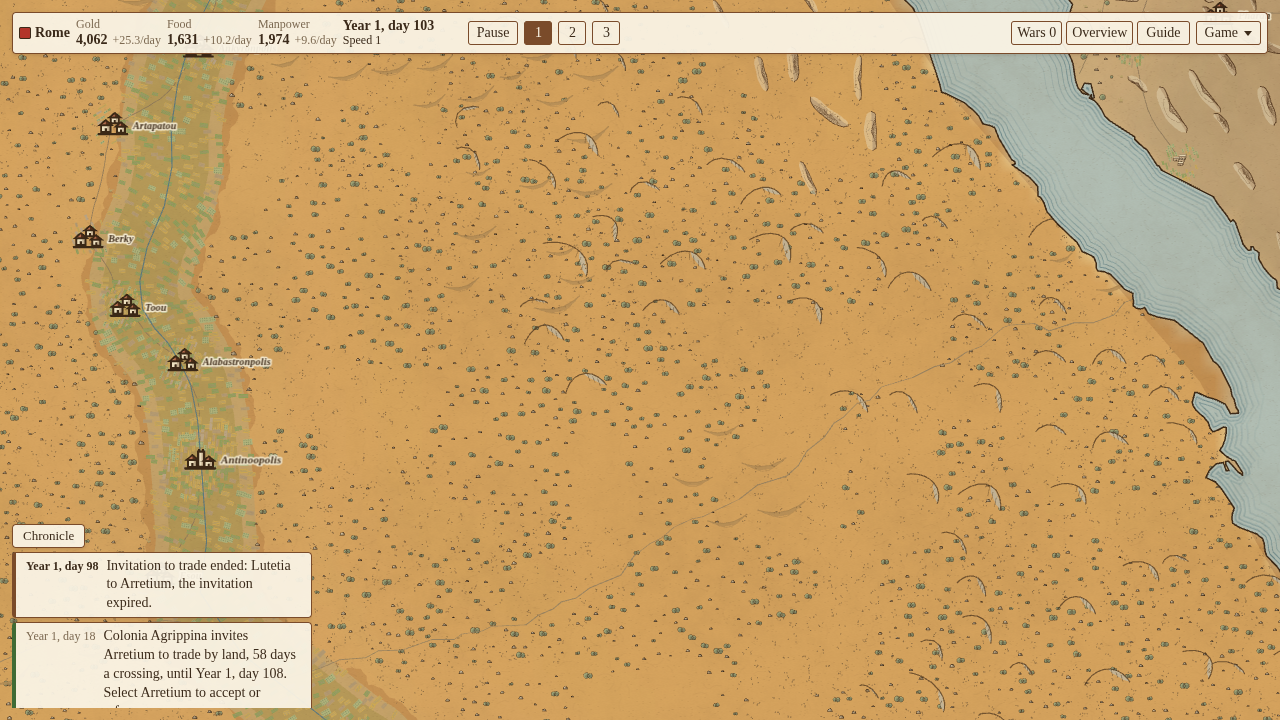 Rome
Gold
4,062 +25.3/day
Food
1,631 +10.2/day
Manpower
1,974 +9.6/day
Year 1, day 103
Speed 1
Pause
1
2
3
Wars 0
Overview
Guide
Game
Artapatou
Berky
Toou
Alabastronpolis
Antinoopolis
Chronicle
Year 1, day 98 Invitation to trade ended: Lutetia
to Arretium, the invitation
expired.
Year 1, day 18 Colonia Agrippina invites
Arretium to trade by land, 58 days
a crossing, until Year 1, day 108.
Select Arretium to accept or